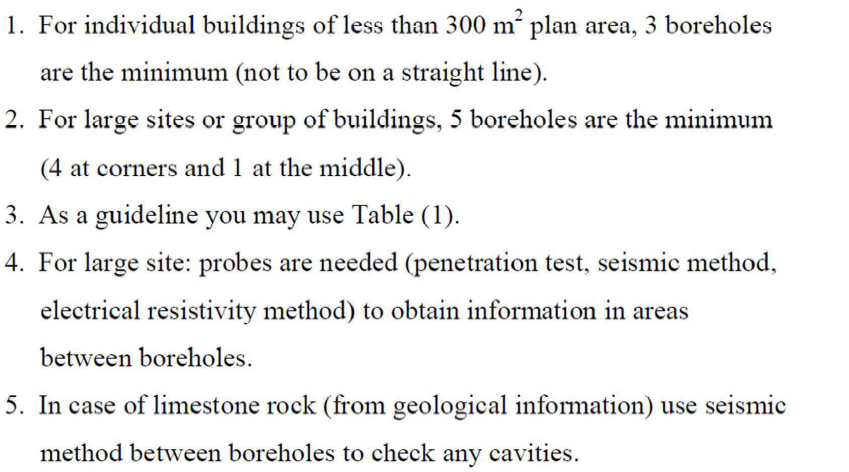 1. For individual buildings of less than 300 m² plan area, 3 boreholes
are the minimum (not to be on a straight line).
2. For large sites or group of buildings, 5 boreholes are the minimum
(4 at corners and 1 at the middle).
3. As a guideline you may use Table (1).
4. For large site: probes are needed (penetration test, seismic method,
electrical resistivity method) to obtain information in areas
between boreholes.
5. In case of limestone rock (from geological information) use seismic
method between boreholes to check any cavities.